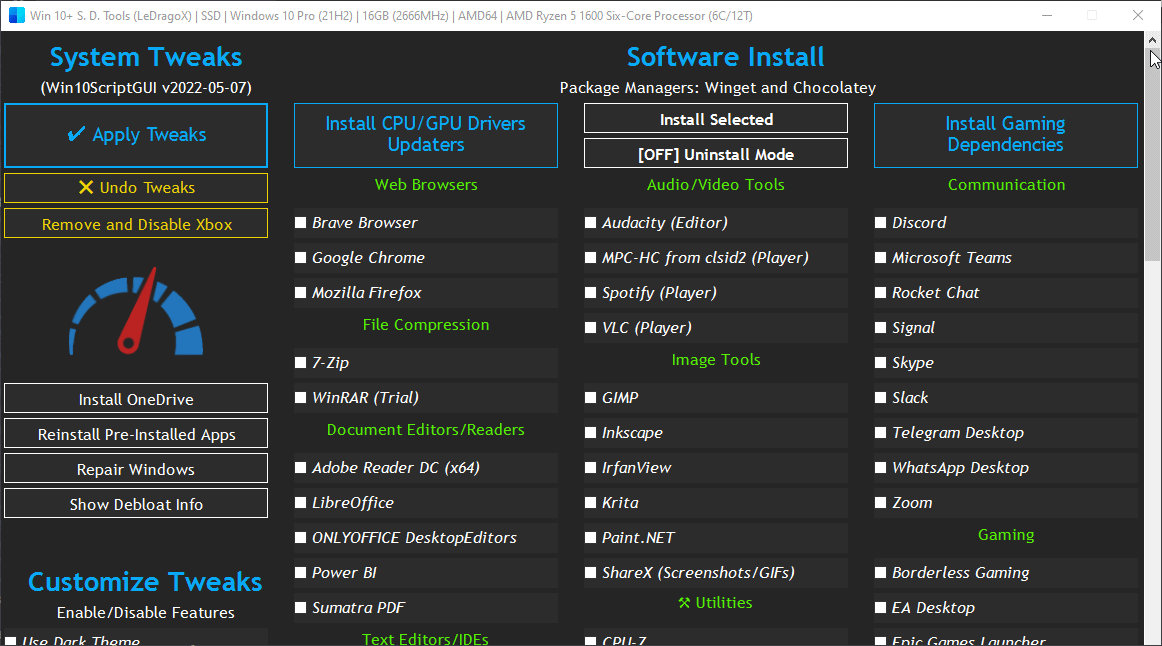 Win 10+ S. D. Tools (LeDragoX) | SSD | Windows 10 Pro (21H2) | 16GB (2666MHz) | AMD64 | AMD Ryzen 5 1600 Six-Core Processor (6C/12T)
System Tweaks
(Win10ScriptGUI v2022-05-07)
✔ Apply Tweaks
✕ Undo Tweaks
Remove and Disable Xbox
Install OneDrive
Reinstall Pre-Installed Apps
Repair Windows
Show Debloat Info
Customize Tweaks
Enable/Disable Features
Use Dark Theme
Software Install
Package Managers: Winget and Chocolatey
Install CPU/GPU Drivers
Updaters
Web Browsers
Brave Browser
Google Chrome
Mozilla Firefox
File Compression
7-Zip
WinRAR (Trial)
Document Editors/Readers
Adobe Reader DC (x64)
LibreOffice
ONLYOFFICE DesktopEditors
Power BI
Sumatra PDF
Text Editors/IDEs
Install Selected
[OFF] Uninstall Mode
Audio/Video Tools
Audacity (Editor)
MPC-HC from clsid2 (Player)
Spotify (Player)
VLC (Player)
Image Tools
GIMP
Inkscape
IrfanView
Krita
Paint.NET
ShareX (Screenshots/GIFs)
⚒ Utilities
CPU-Z
Install Gaming
Dependencies
Communication
Discord
Microsoft Teams
Rocket Chat
Signal
Skype
Slack
Telegram Desktop
WhatsApp Desktop
Zoom
Gaming
Borderless Gaming
EA Desktop
Epic Games Launcher